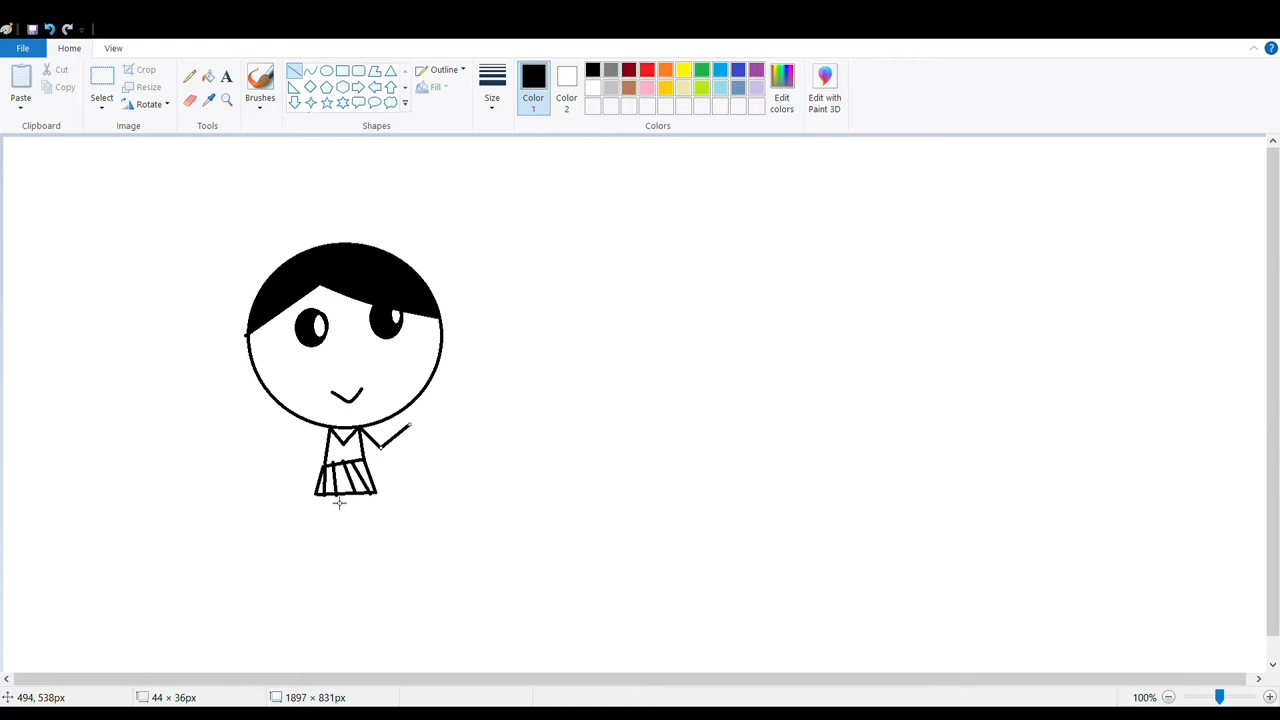 File Home View
Cut Crop Outline Edit Edit with
Copy Resize Fill
Paste Select Rotate A Brushes Size Color Color colors Paint 3D
1 2
Clipboard Image Tools Shapes Colors
494, 538px 44 × 36px 1897 × 831px 100%